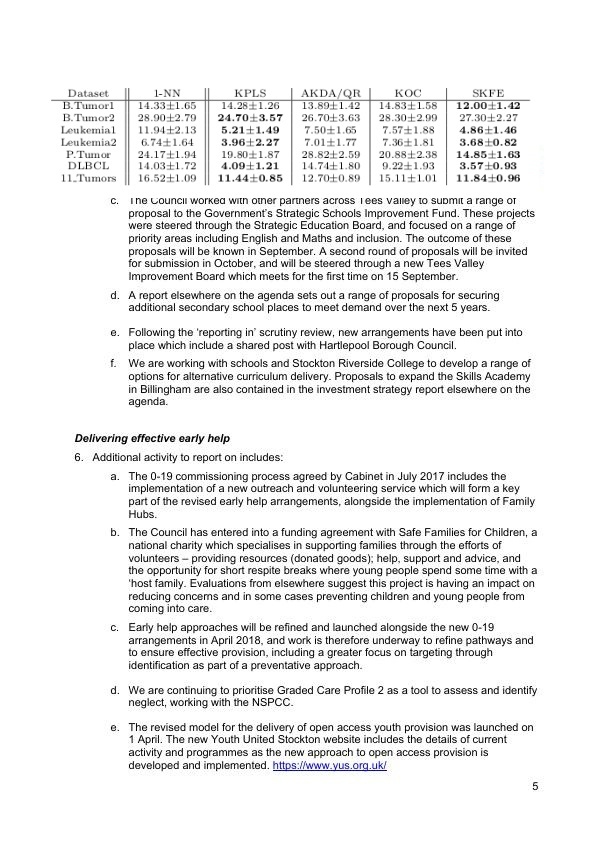 Dataset 1-NN KPLS AKDA/QR KOC SKFE
B.Tumor1 14.33±1.65 14.28±1.26 13.89±1.42 14.83±1.58 12.00±1.42
B.Tumor2 28.90±2.79 24.70±3.57 26.70±3.63 28.30±2.99 27.30±2.27
Leukemia1 11.94±2.13 5.21±1.49 7.50±1.65 7.57±1.88 4.86±1.46
Leukemia2 6.74±1.64 3.96±2.27 7.01±1.77 7.36±1.81 3.68±0.82
P.Tumor 24.17±1.94 19.80±1.87 28.82±2.59 20.88±2.38 14.85±1.63
DLBCL 14.03±1.72 4.09±1.21 14.74±1.80 9.22±1.93 3.57±0.93
11_Tumors 16.52±1.09 11.44±0.85 12.70±0.89 15.11±1.01 11.84±0.96
c. The Council worked with other partners across Tees Valley to submit a range of
proposal to the Government's Strategic Schools Improvement Fund. These projects
were steered through the Strategic Education Board, and focused on a range of
priority areas including English and Maths and inclusion. The outcome of these
proposals will be known in September. A second round of proposals will be invited
for submission in October, and will be steered through a new Tees Valley
Improvement Board which meets for the first time on 15 September.
d. A report elsewhere on the agenda sets out a range of proposals for securing
additional secondary school places to meet demand over the next 5 years.
e. Following the 'reporting in' scrutiny review, new arrangements have been put into
place which include a shared post with Hartlepool Borough Council.
f. We are working with schools and Stockton Riverside College to develop a range of
options for alternative curriculum delivery. Proposals to expand the Skills Academy
in Billingham are also contained in the investment strategy report elsewhere on the
agenda.
Delivering effective early help
6. Additional activity to report on includes:
a. The 0-19 commissioning process agreed by Cabinet in July 2017 includes the
implementation of a new outreach and volunteering service which will form a key
part of the revised early help arrangements, alongside the implementation of Family
Hubs.
b. The Council has entered into a funding agreement with Safe Families for Children, a
national charity which specialises in supporting families through the efforts of
volunteers – providing resources (donated goods); help, support and advice, and
the opportunity for short respite breaks where young people spend some time with a
'host family. Evaluations from elsewhere suggest this project is having an impact on
reducing concerns and in some cases preventing children and young people from
coming into care.
c. Early help approaches will be refined and launched alongside the new 0-19
arrangements in April 2018, and work is therefore underway to refine pathways and
to ensure effective provision, including a greater focus on targeting through
identification as part of a preventative approach.
d. We are continuing to prioritise Graded Care Profile 2 as a tool to assess and identify
neglect, working with the NSPCC.
e. The revised model for the delivery of open access youth provision was launched on
1 April. The new Youth United Stockton website includes the details of current
activity and programmes as the new approach to open access provision is
developed and implemented. https://www.yus.org.uk/
5